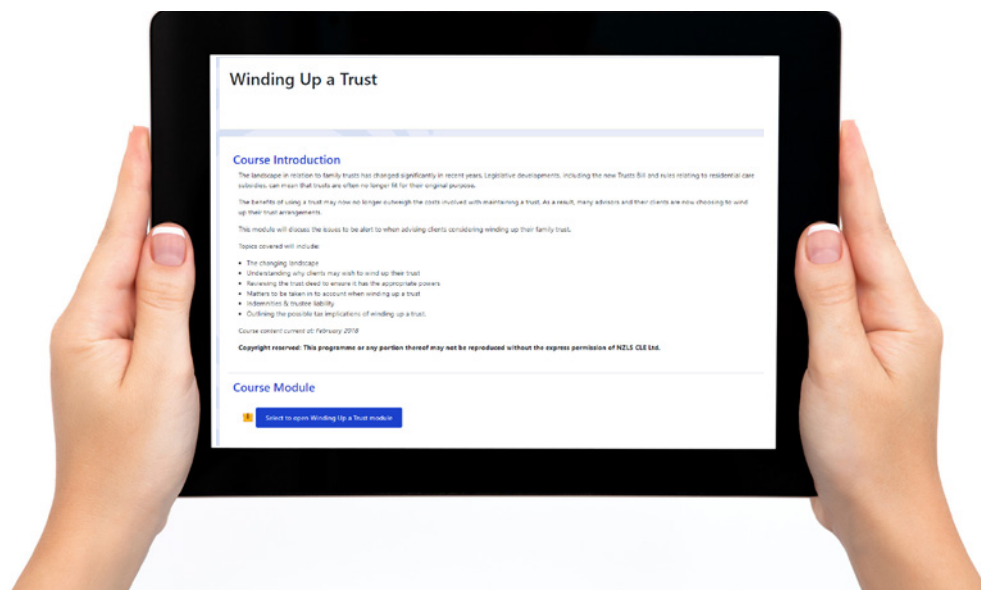 Winding Up a Trust
Course Introduction
The landscape in relation to family trusts has changed significantly in recent years. Legislative developments, including the new Trusts Bill and rules relating to residential care
subsidies, can mean that trusts are often no longer fit for their original purpose.
The benefits of using a trust may now no longer outweigh the costs involved with maintaining a trust. As a result, many advisors and their clients are now choosing to wind
up their trust arrangements.
This module will discuss the issues to be alert to when advising clients considering winding up their family trust.
Topics covered will include:
• The changing landscape
• Understanding why clients may wish to wind up their trust
• Reviewing the trust deed to ensure it has the appropriate powers
• Matters to be taken in to account when winding up a trust
• Indemnities & trustee liability
• Outlining the possible tax implications of winding up a trust.
Course content current at: February 2018
Copyright reserved: This programme or any portion thereof may not be reproduced without the express permission of NZLS CLE Ltd.
Course Module
Select to open Winding Up a Trust module